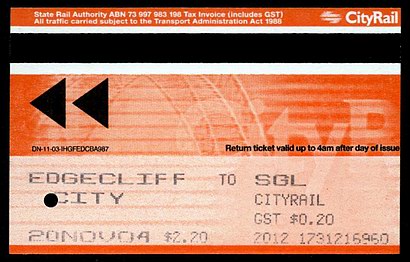 State Rail Authority ABN 73 997 983 198 Tax Invoice (includes GST)
All traffic carried subject to the Transport Administration Act 1988
CityRail
DN-11-03-IHGFEDCBA987
Return ticket valid up to 4am after day of issue
EDGECLIFF TO SGL
CITY CITYRAIL
GST $0.20
20NOV04 $2.20 2012 1731216960